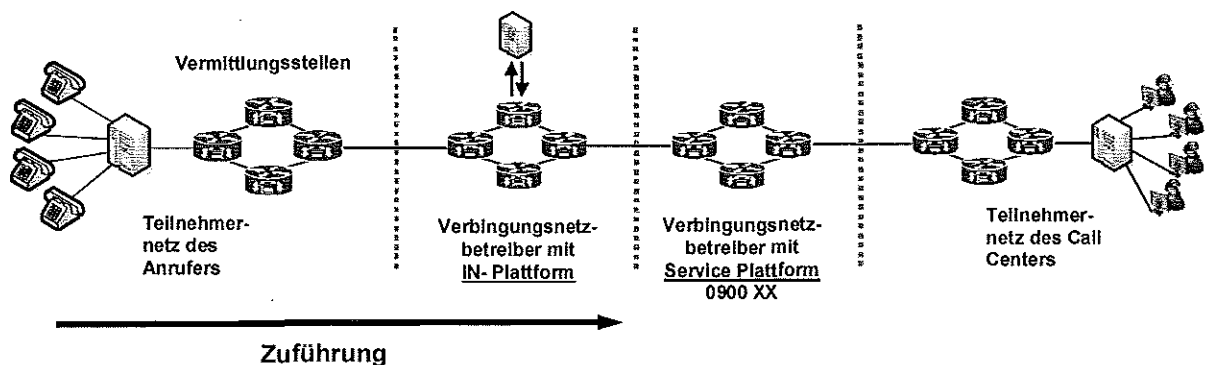 Vermittlungsstellen
Teilnehmer-
netz des
Anrufers
Verbingungsnetz-
betreiber mit
IN- Plattform
Verbingungsnetz-
betreiber mit
Service Plattform
0900 XX
Teilnehmer-
netz des Call
Centers
Zuführung